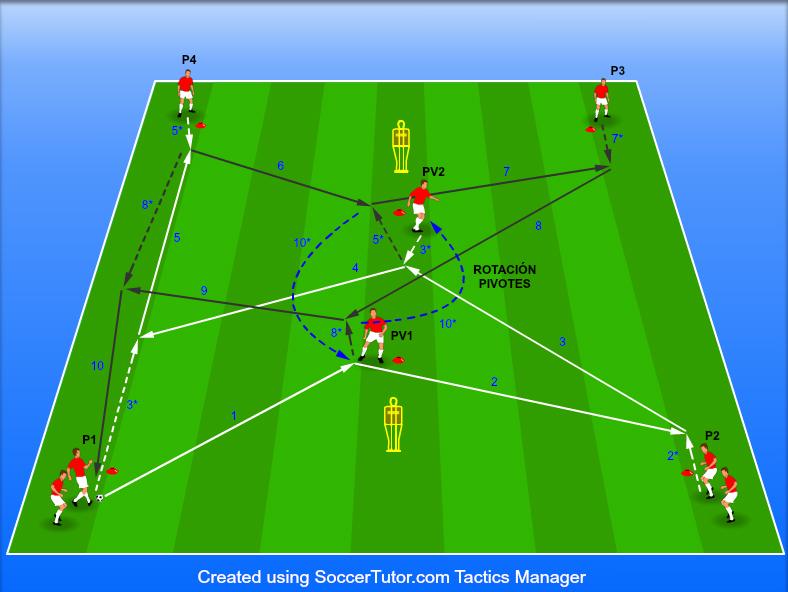 P4
P3
5*
7*
6
PV2
7
8*
5
10*
5*
3*
8
4
ROTACIÓN
PIVOTES
9
8*
10*
PV1
3
10
2
3*
1
P1
P2
2*
Created using SoccerTutor.com Tactics Manager